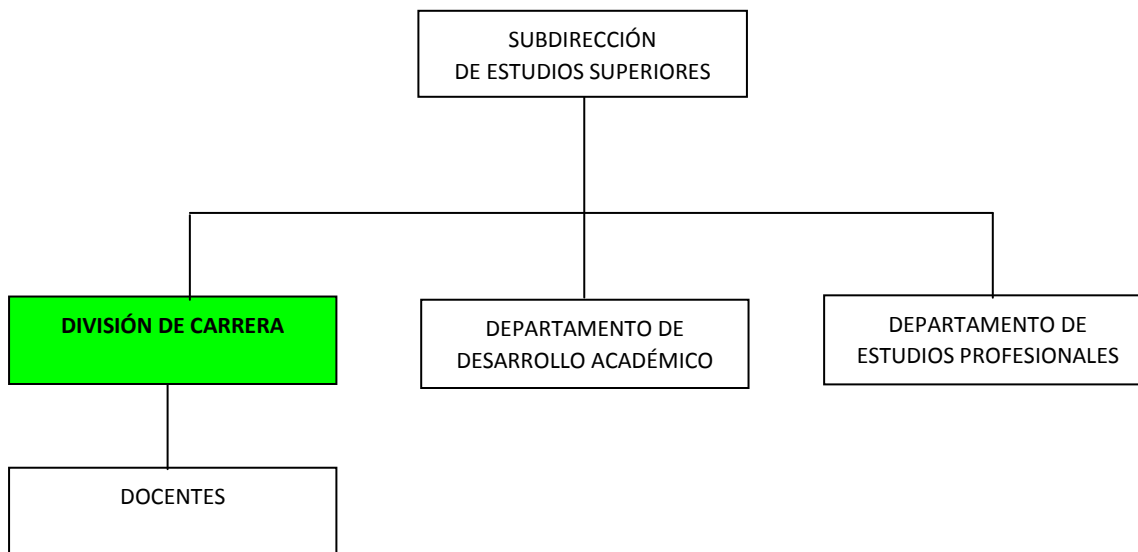 SUBDIRECCIÓN
DE ESTUDIOS SUPERIORES
DIVISIÓN DE CARRERA
DEPARTAMENTO DE
DESARROLLO ACADÉMICO
DEPARTAMENTO DE
ESTUDIOS PROFESIONALES
DOCENTES